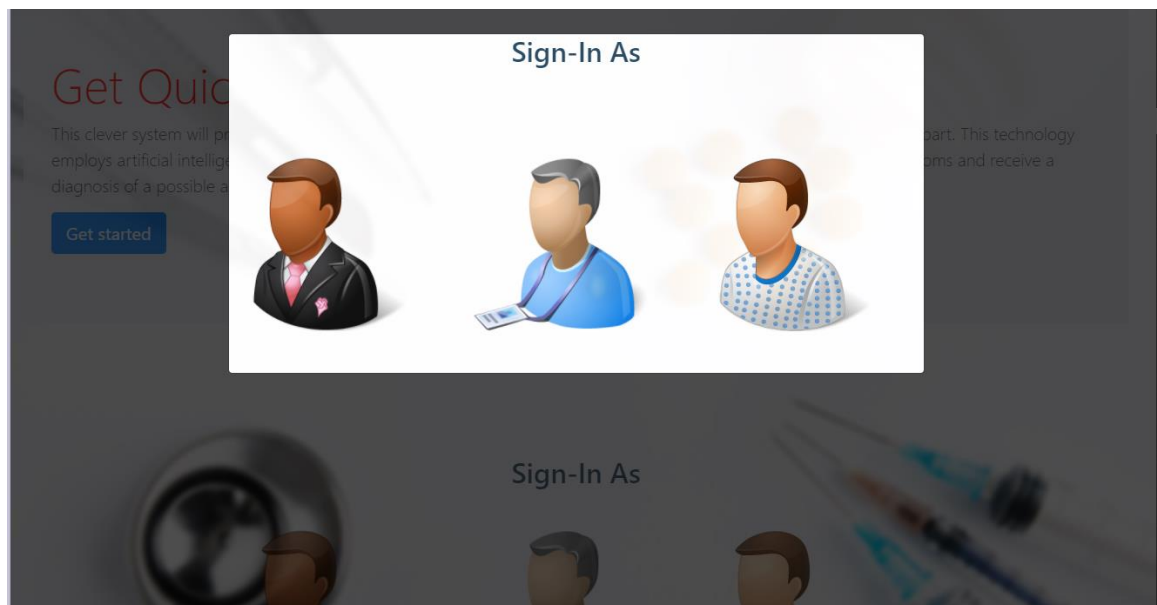 Sign-In As
Get Quic
This clever system will pr part. This technology
employs artificial intellige oms and receive a
diagnosis of a possible a
Get started
Sign-In As